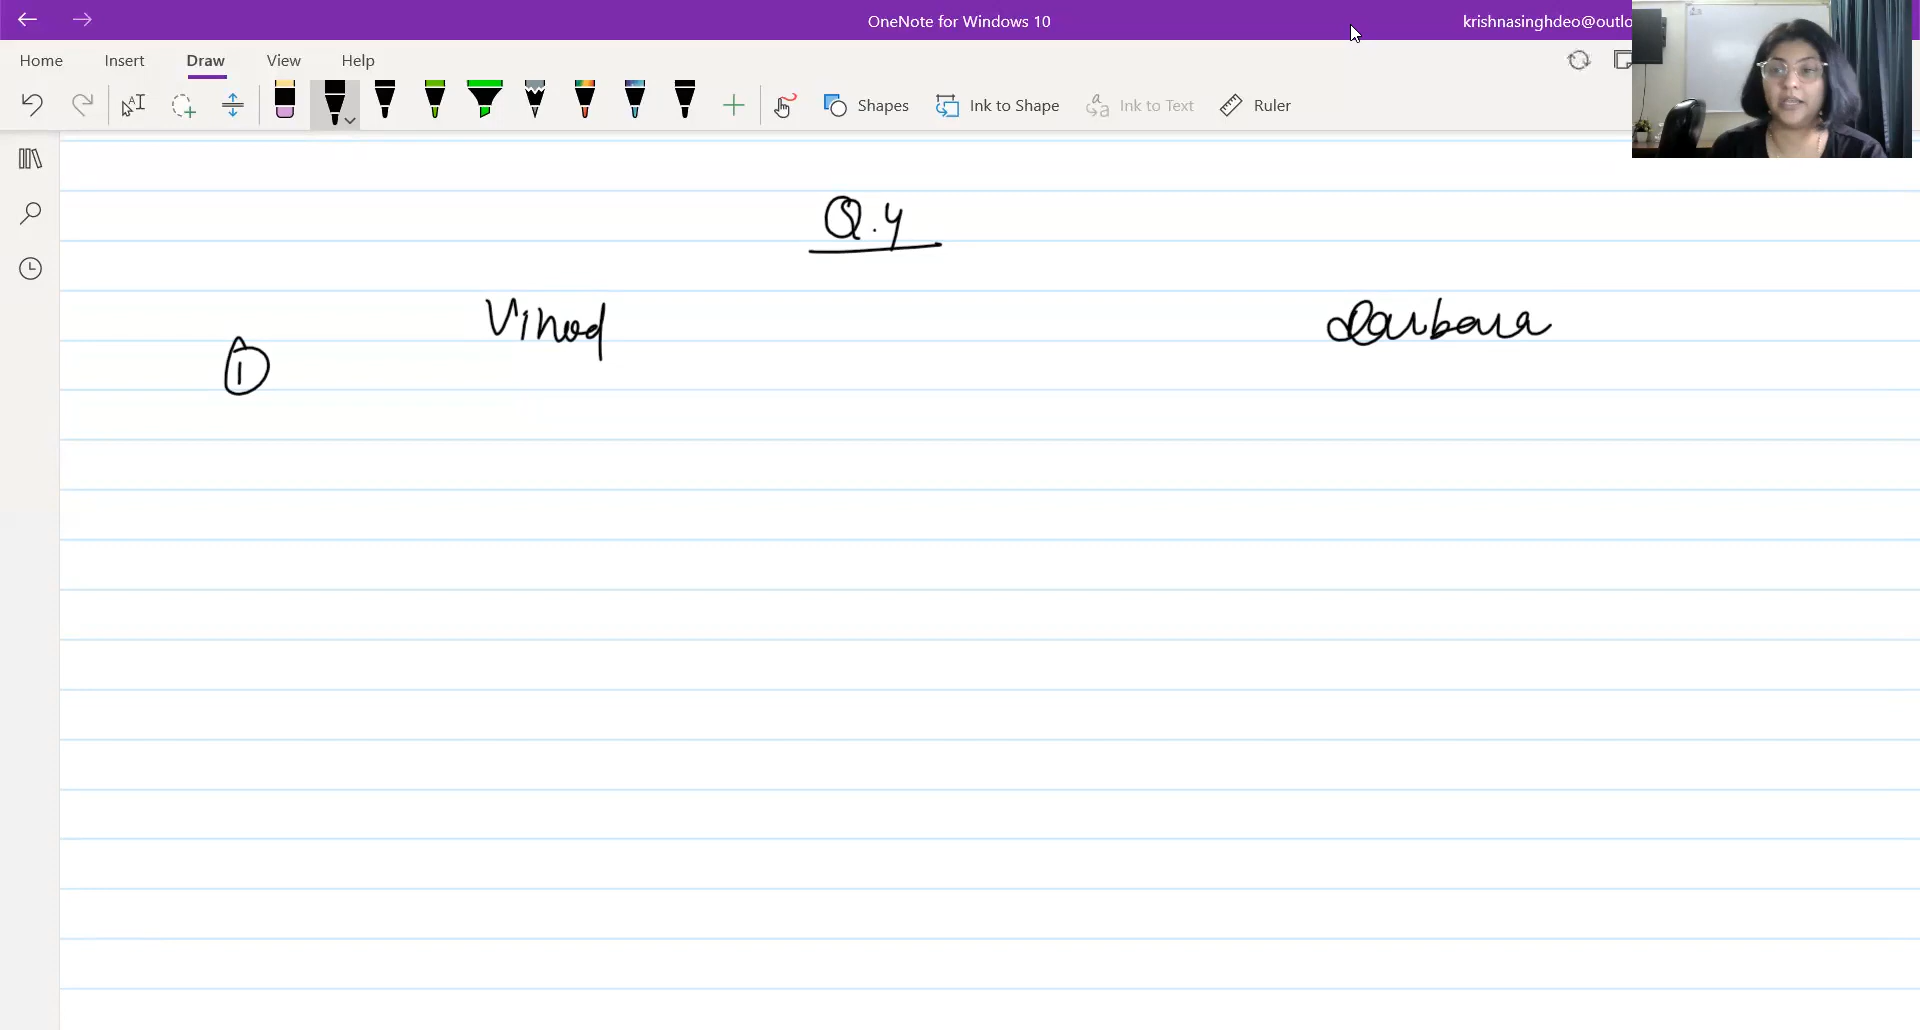 OneNote for Windows 10
krishnasinghdeo@outlo
Home Insert Draw View Help
Shapes Ink to Shape Ink to Text Ruler
Q.4
Vinod Darbara
1